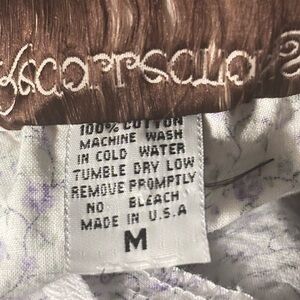 100% COTTON
MACHINE WASH
IN COLD WATER
TUMBLE DRY LOW
REMOVE PROMPTLY
NO BLEACH
MADE IN U.S.A
M